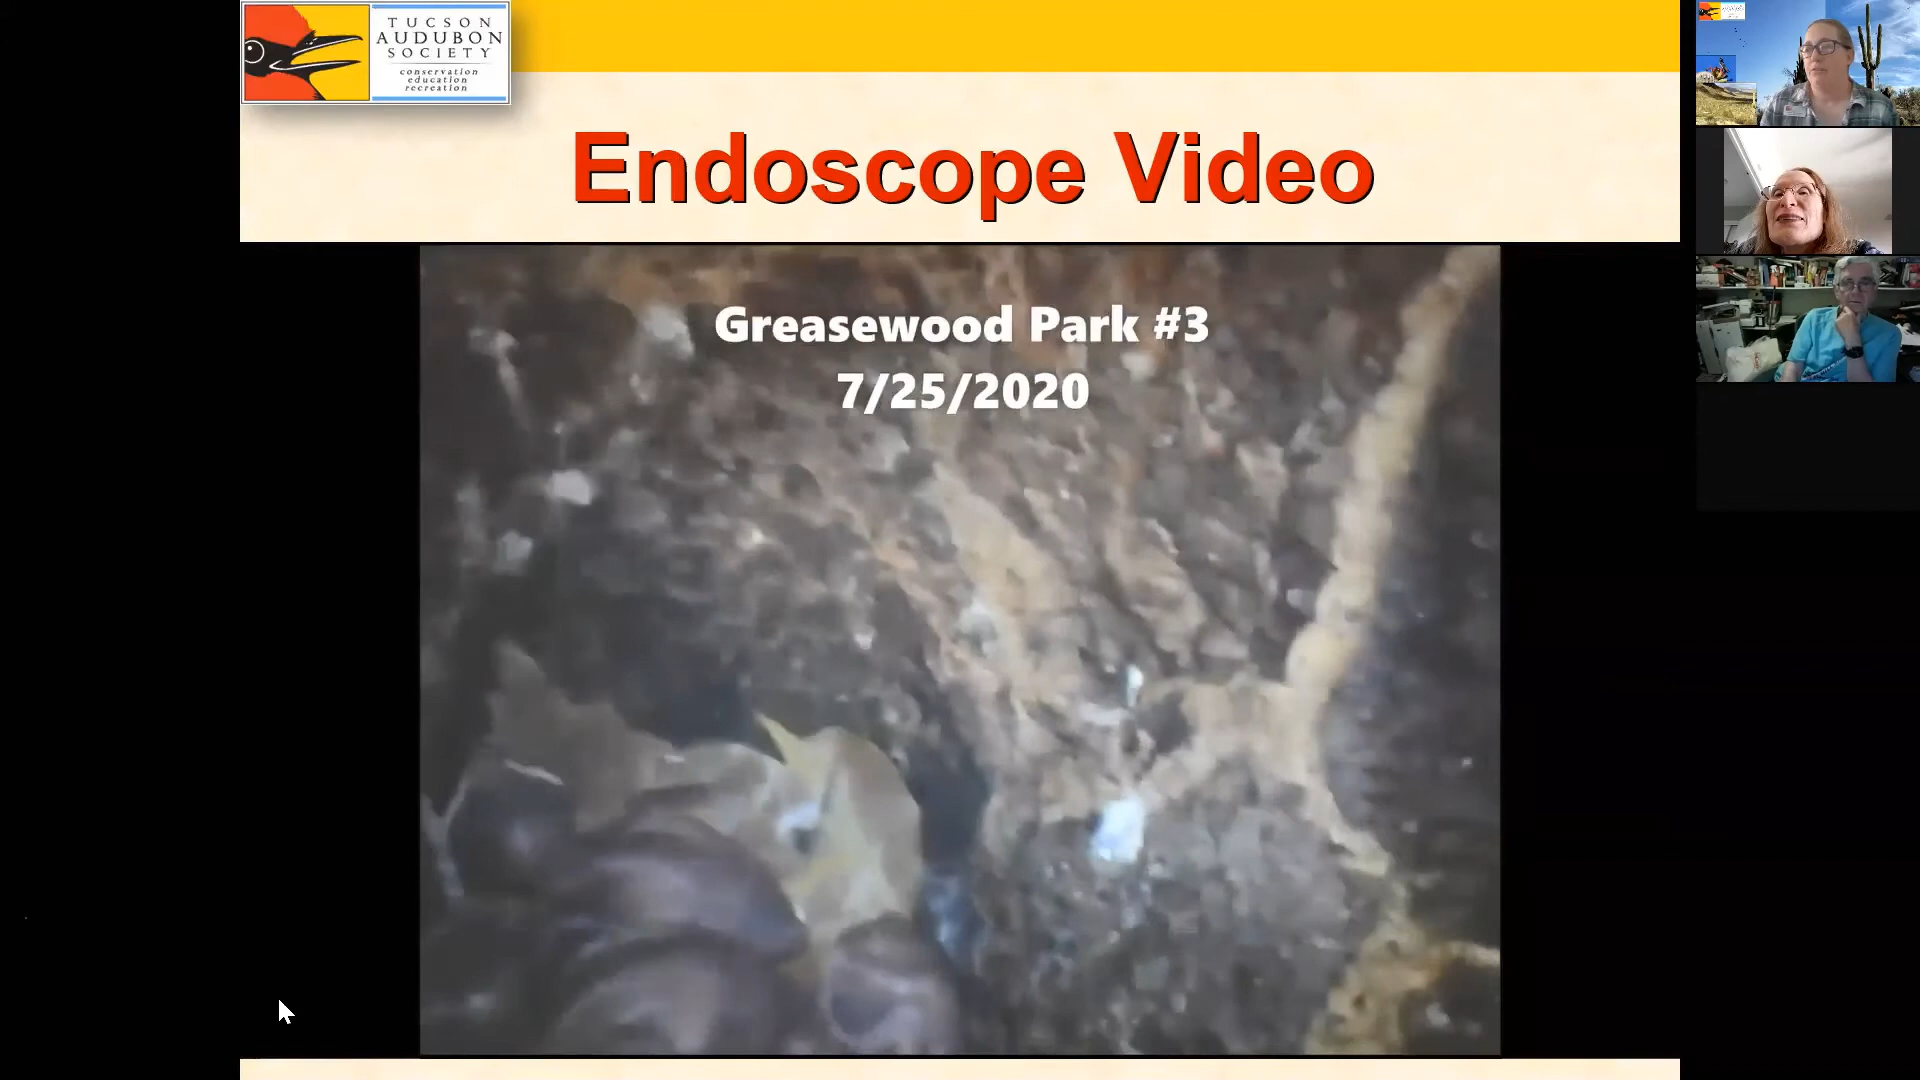 TUCSON
AUDUBON
SOCIETY
conservation
education
recreation
Endoscope Video
Greasewood Park #3
7/25/2020